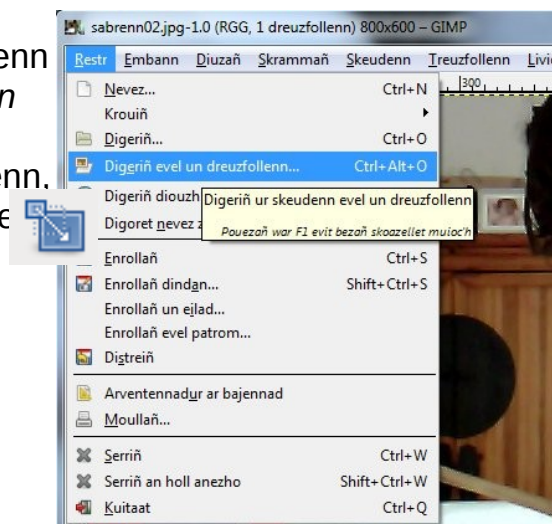 sabrenn02.jpg-1.0 (RGG, 1 dreuzfollenn) 800x600 – GIMP
enn
n
enn,
e
Restr Embann Diuzañ Skrammañ Skeudenn Treuzfollenn
300
Nevez... Ctrl+N
Krouiñ
Digeriñ... Ctrl+O
Digeriñ evel un dreuzfollenn... Ctrl+Alt+O
Digeriñ diouzh
Digeriñ ur skeudenn evel un dreuzfollenn
Digoret nevez
Pouezañ war F1 evit bezañ skoazellet muioc'h
Enrollañ Ctrl+S
Enrollañ dindan... Shift+Ctrl+S
Enrollañ un eilad...
Enrollañ evel patrom...
Distreiñ
Arventennadur ar bajennad
Moullañ...
Serriñ Ctrl+W
Serriñ an holl anezho Shift+Ctrl+W
Kuitaat Ctrl+Q